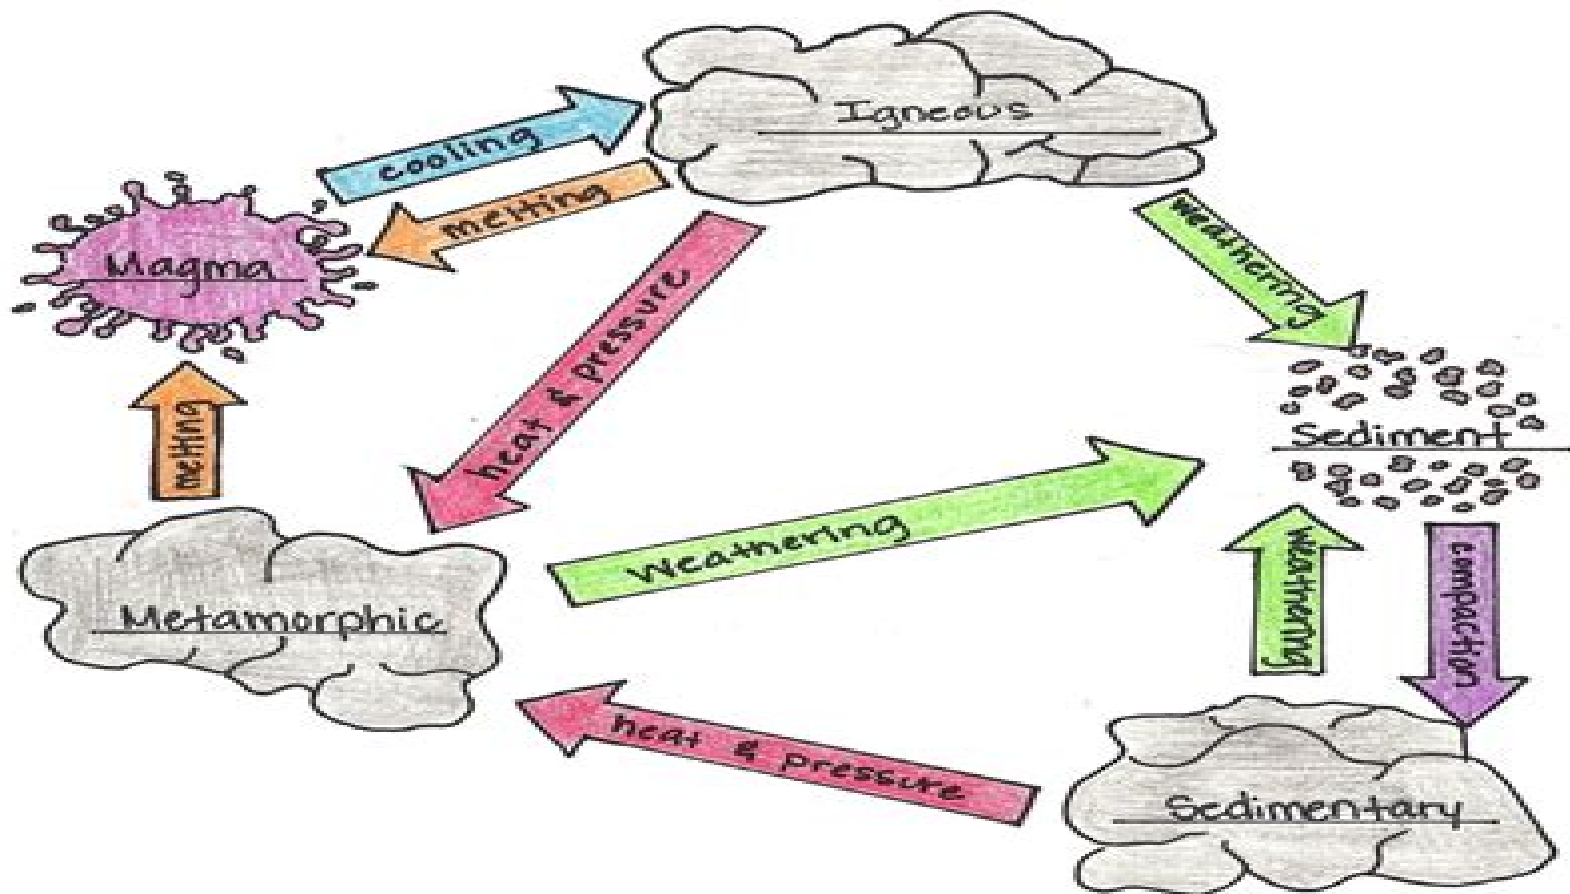 Igneous
cooling
melting
weathering
Magma
heat & pressure
melting
Sediment
Weathering
weathering
compaction
Metamorphic
heat & pressure
Sedimentary